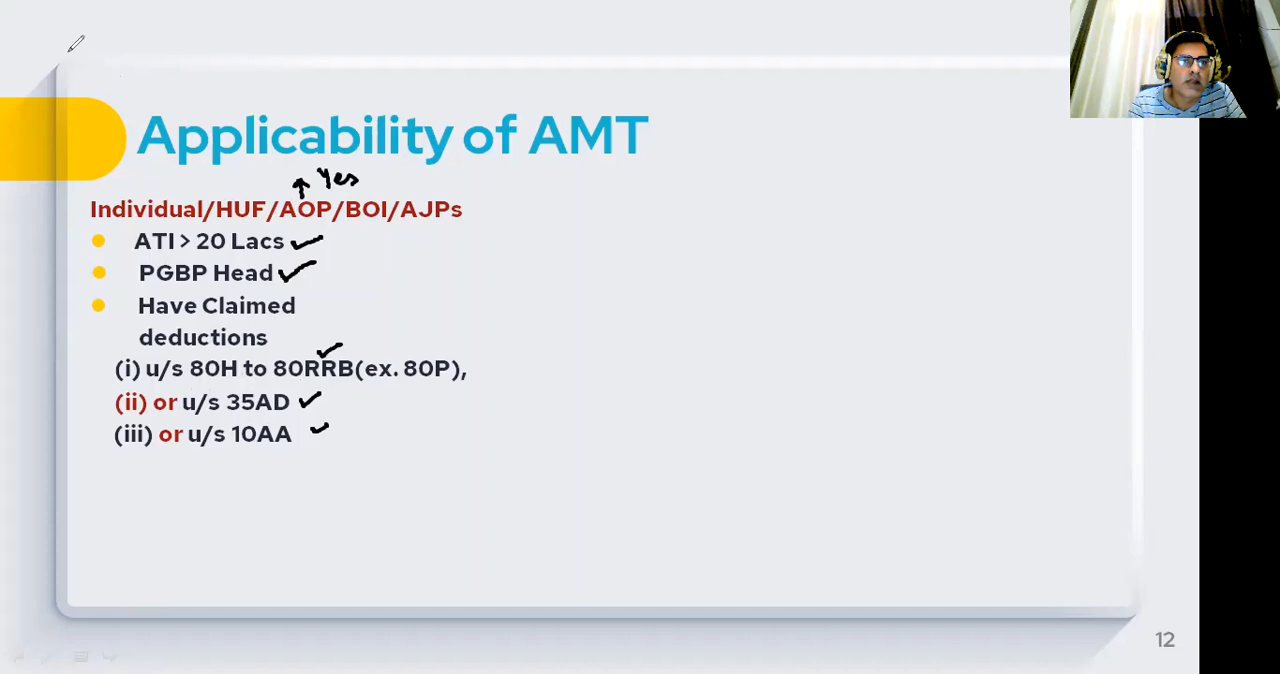 Applicability of AMT
Yes
Individual/HUF/AOP/BOI/AJPs
ATI > 20 Lacs
PGBP Head
Have Claimed
deductions
(i) u/s 80H to 80RRB(ex. 80P),
(ii) or u/s 35AD
(iii) or u/s 10AA
12